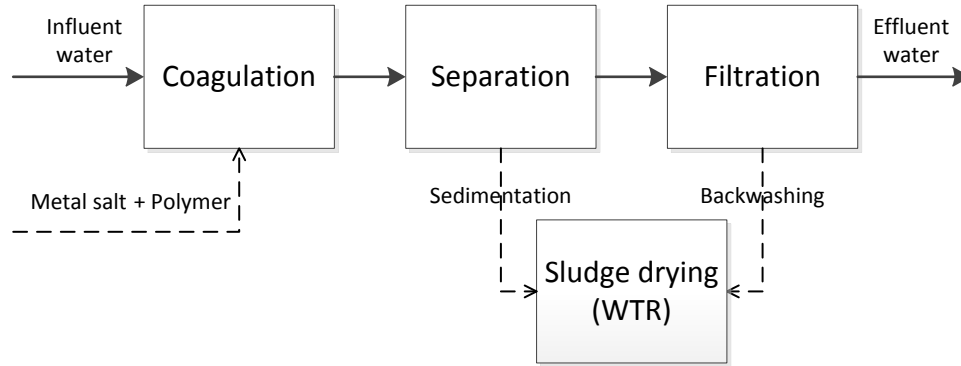 Influent
water
Coagulation
Separation
Filtration
Effluent
water
Metal salt + Polymer
Sedimentation
Backwashing
Sludge drying
(WTR)